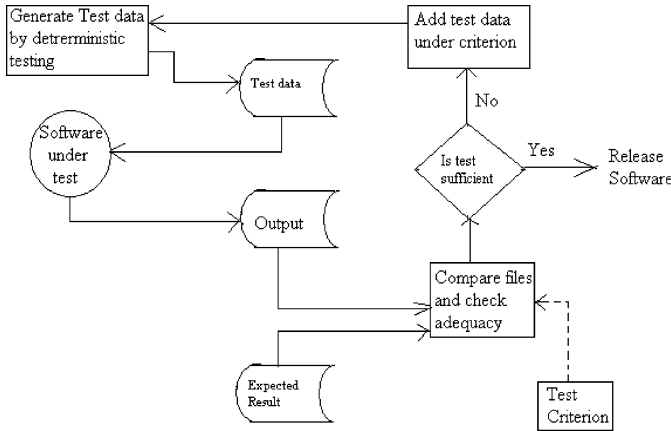 Generate Test data
by detrerministic
testing
Add test data
under criterion
Test data
No
Software
under
test
Is test
sufficient
Yes
Release
Software
Output
Compare files
and check
adequacy
Expected
Result
Test
Criterion